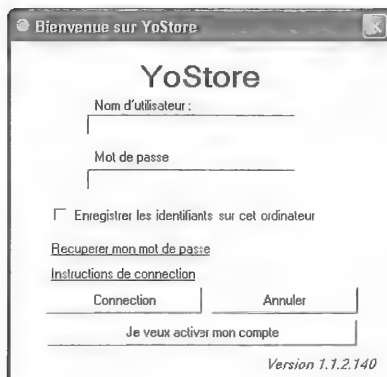 Bienvenue sur YoStore
YoStore
Nom d'utilisateur :
Mot de passe
Enregistrer les identifiants sur cet ordinateur
Recuperer mon mot de passe
Instructions de connection
Connection Annuler
Je veux activer mon compte
Version 1.1.2.140